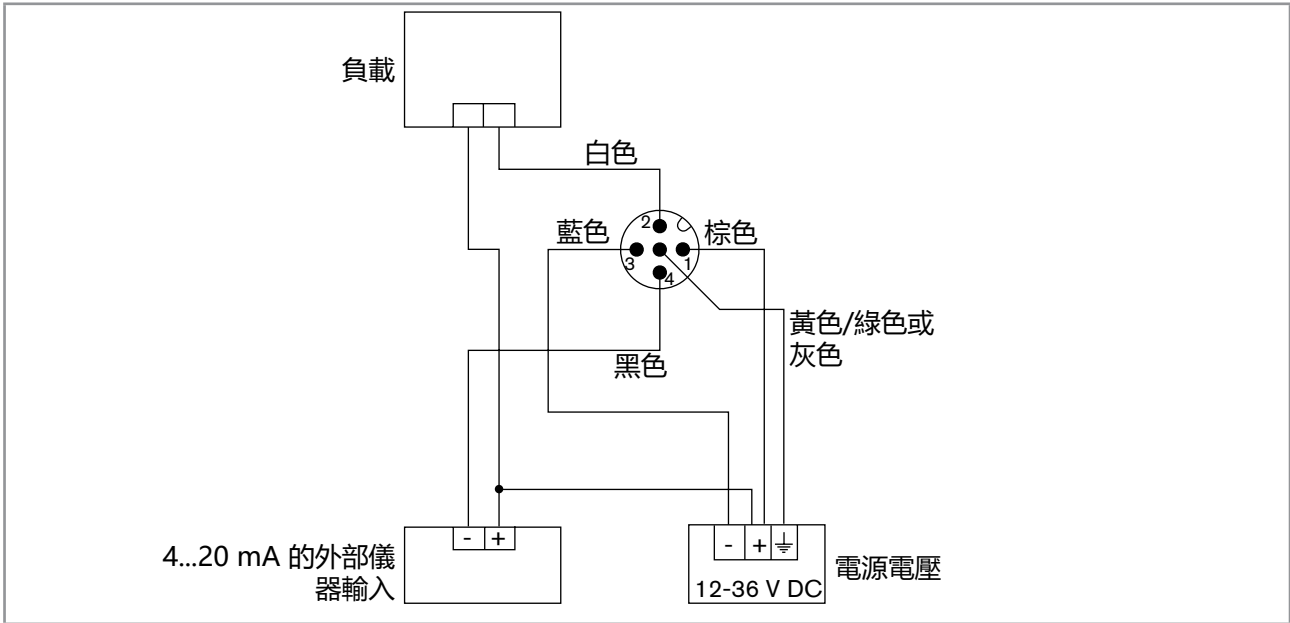 負載
白色
2
藍色
棕色
3
1
4
黃色/綠色或
灰色
黑色
- +
- +
4...20 mA 的外部儀
器輸入
電源電壓
12-36 V DC